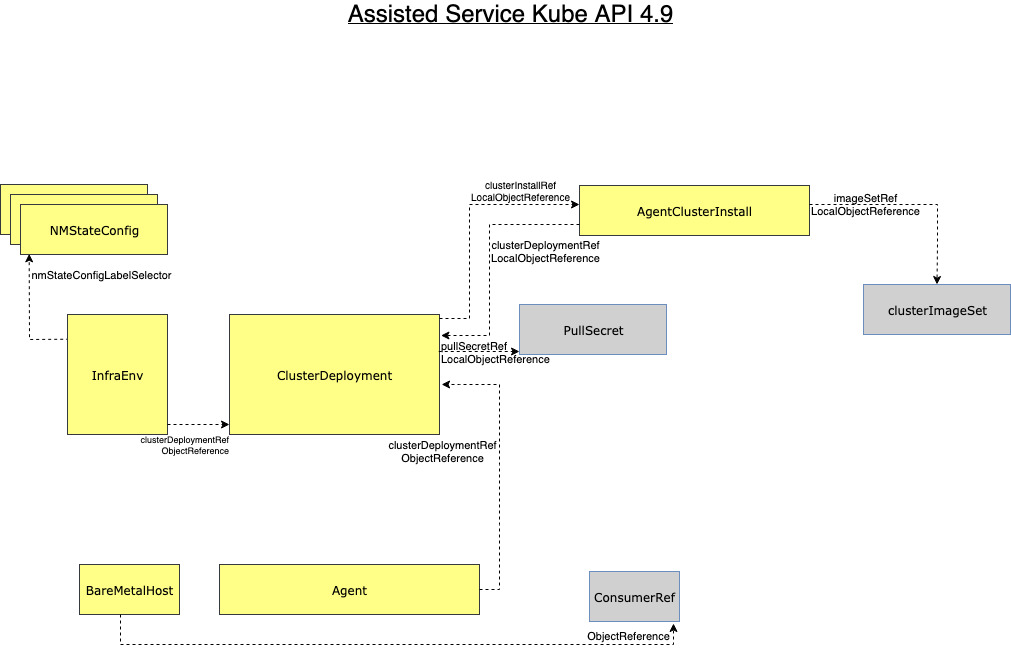 Assisted Service Kube API 4.9
clusterInstallRef
LocalObjectReference
AgentClusterInstall
imageSetRef
LocalObjectReference
NMStateConfig
clusterDeploymentRef
LocalObjectReference
nmStateConfigLabelSelector
clusterImageSet
PullSecret
pullSecretRef
LocalObjectReference
InfraEnv
ClusterDeployment
clusterDeploymentRef
ObjectReference
clusterDeploymentRef
ObjectReference
BareMetalHost
Agent
ConsumerRef
ObjectReference